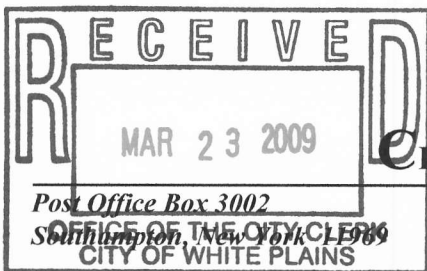 RECEIVED
MAR 23 2009
Post Office Box 3002
Southampton, New York 11969
OFFICE OF THE CITY CLERK
CITY OF WHITE PLAINS